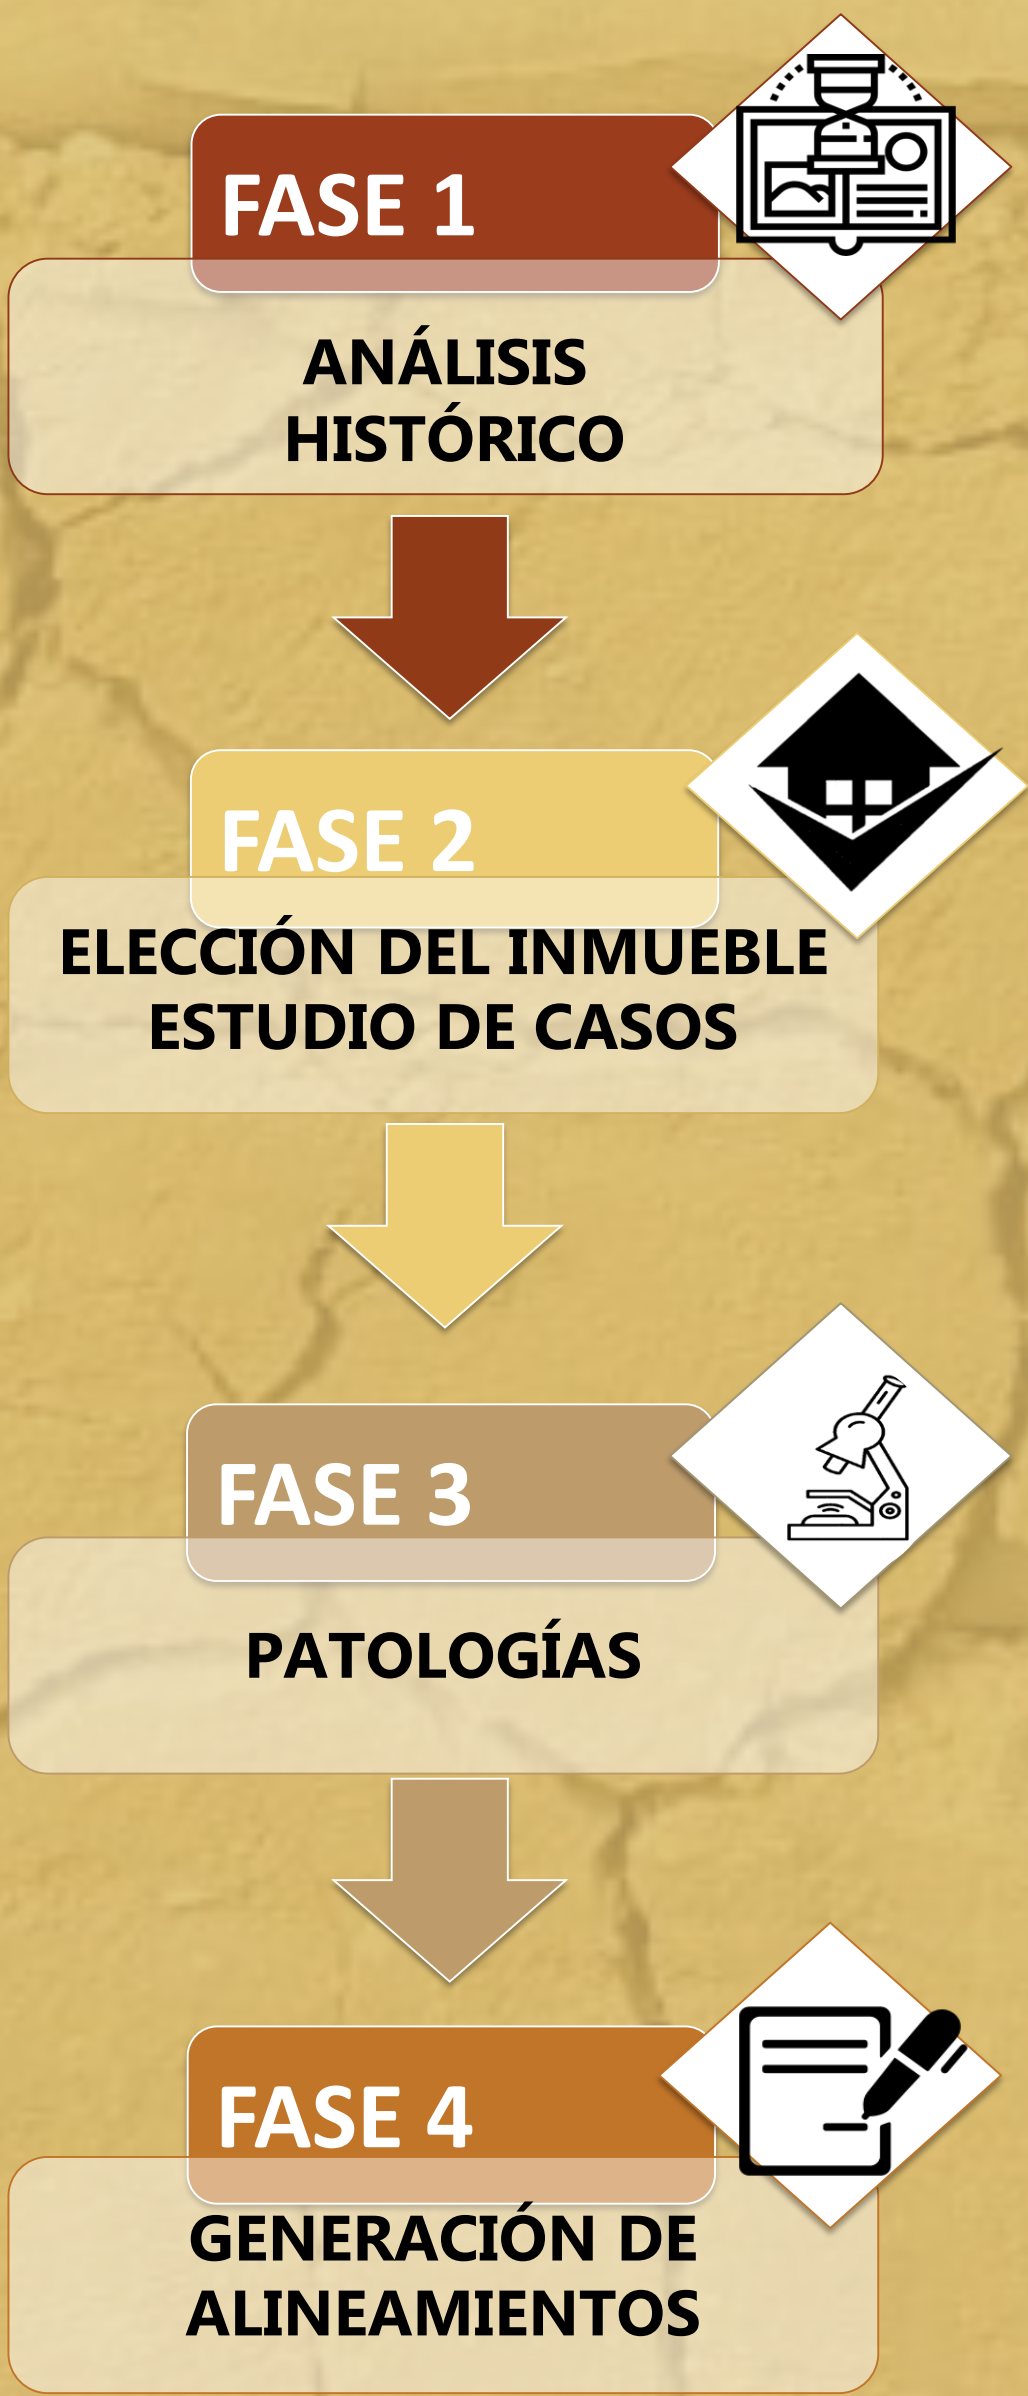 FASE 1
ANÁLISIS
HISTÓRICO
FASE 2
ELECCIÓN DEL INMUEBLE
ESTUDIO DE CASOS
FASE 3
PATOLOGÍAS
FASE 4
GENERACIÓN DE
ALINEAMIENTOS